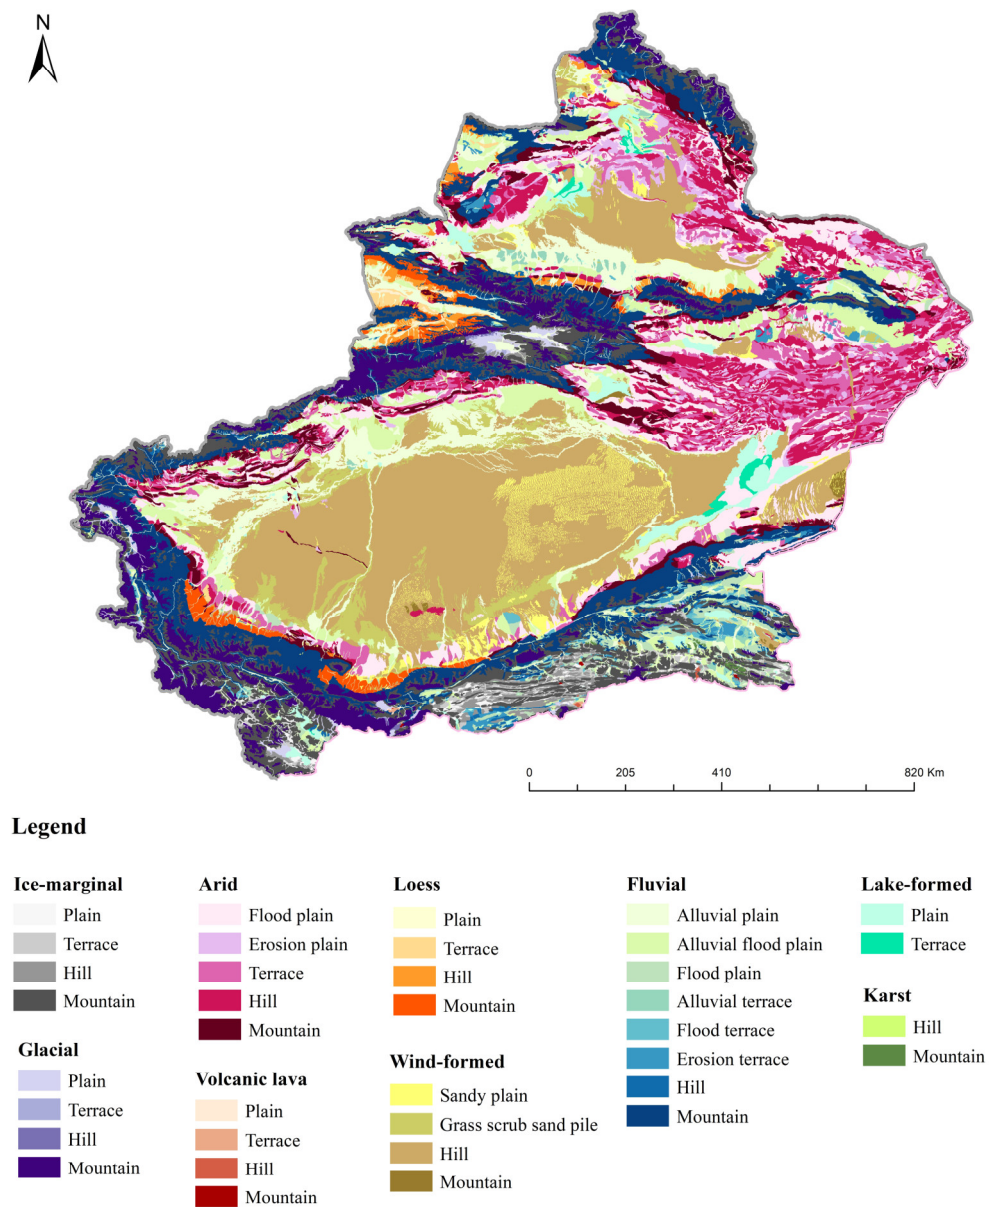 N
0 205 410 820 Km
Legend
Ice-marginal
Plain
Terrace
Hill
Mountain
Glacial
Plain
Terrace
Hill
Mountain
Arid
Flood plain
Erosion plain
Terrace
Hill
Mountain
Volcanic lava
Plain
Terrace
Hill
Mountain
Loess
Plain
Terrace
Hill
Mountain
Wind-formed
Sandy plain
Grass scrub sand pile
Hill
Mountain
Fluvial
Alluvial plain
Alluvial flood plain
Flood plain
Alluvial terrace
Flood terrace
Erosion terrace
Hill
Mountain
Lake-formed
Plain
Terrace
Karst
Hill
Mountain